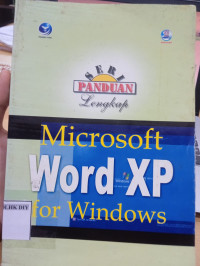 SERI
PANDUAN
Lengkap
Microsoft
Word XP
for Windows